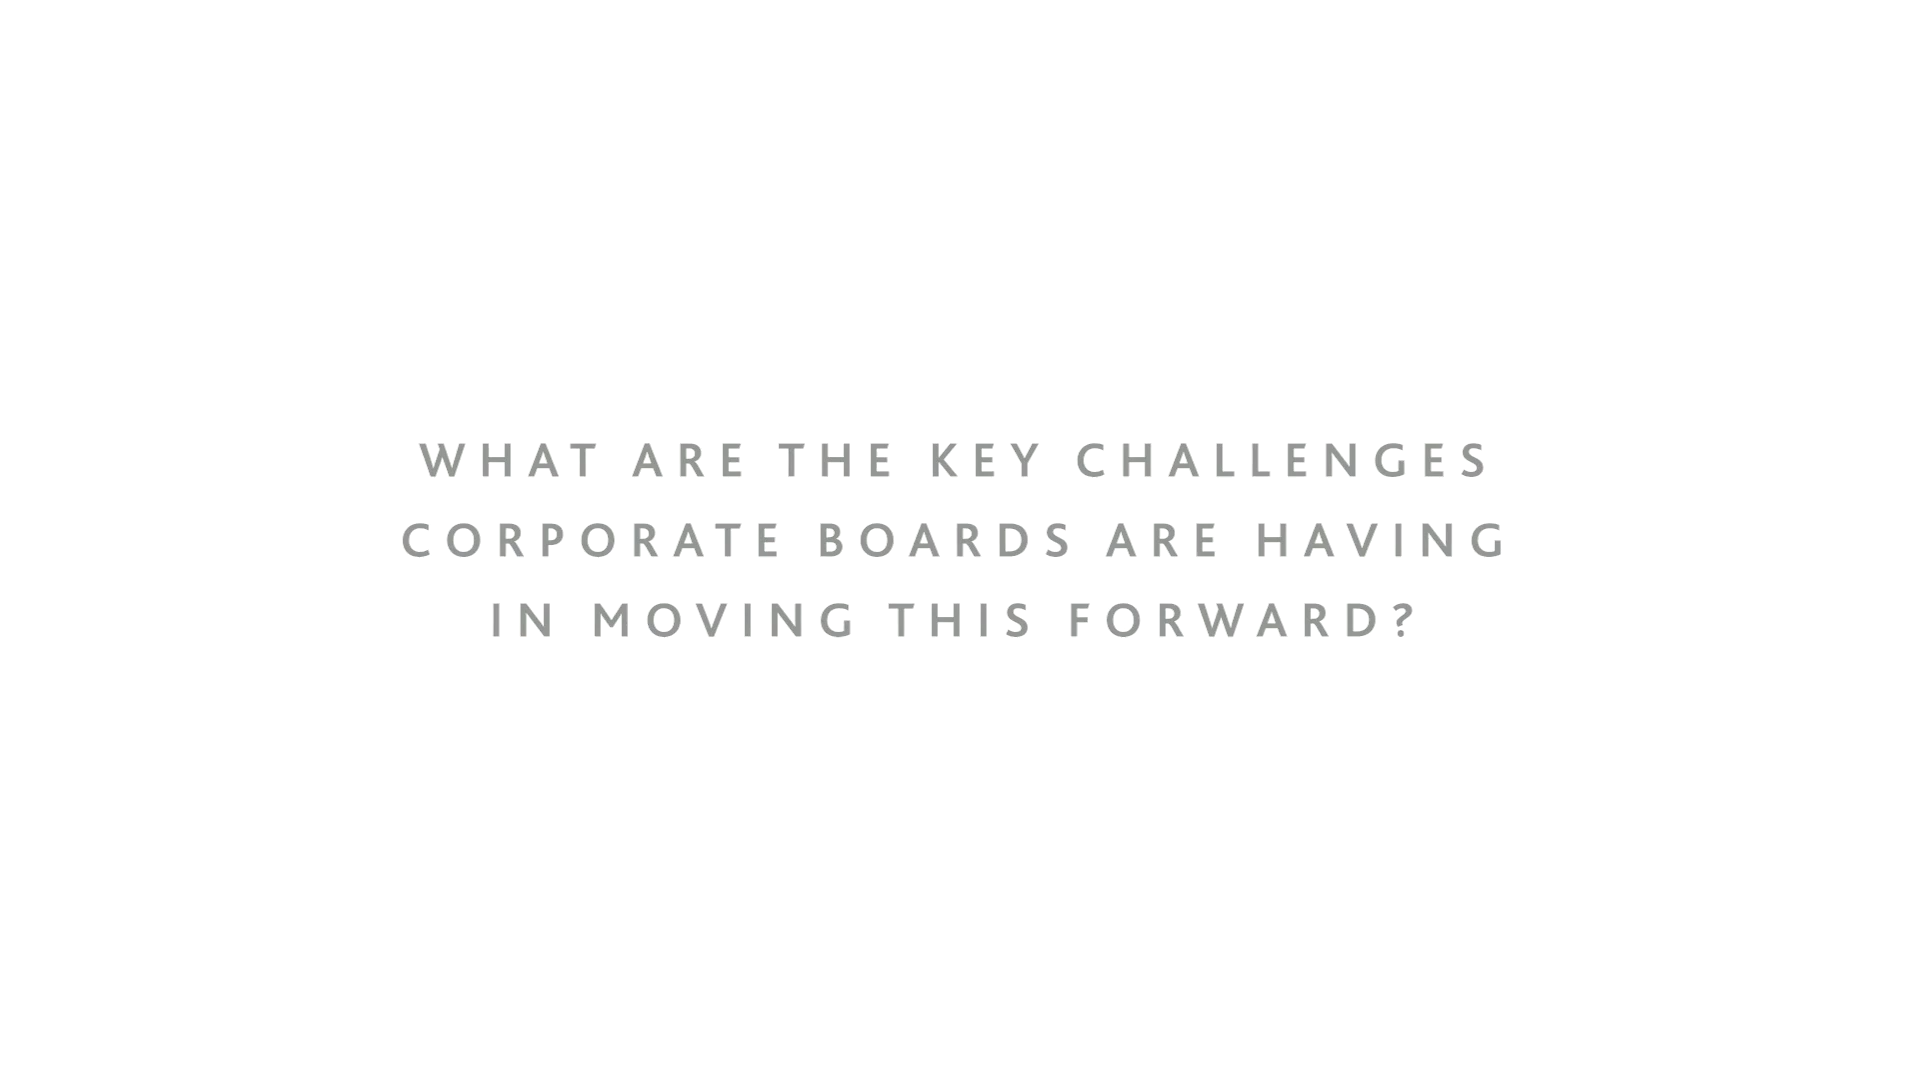 WHAT ARE THE KEY CHALLENGES
CORPORATE BOARDS ARE HAVING
IN MOVING THIS FORWARD?